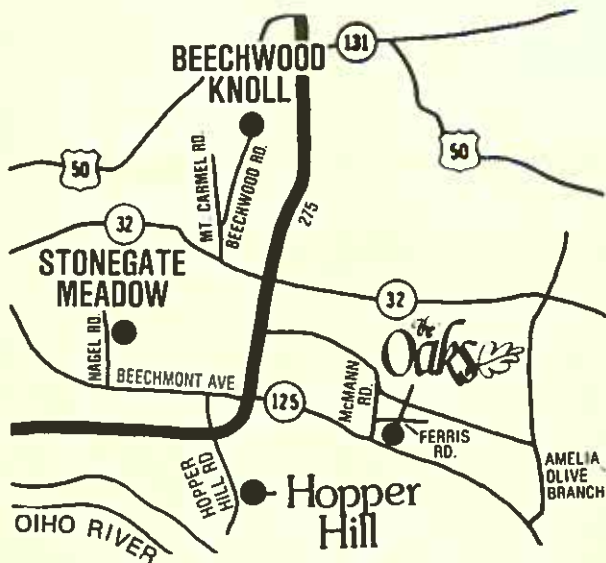 131
BEECHWOOD
KNOLL
50
50
MT. CARMEL RD.
BEECHWOOD RD.
275
32
STONEGATE
MEADOW
32
NAGEL RD.
BEECHMONT AVE
the
Oaks
McMANN
RD.
125
FERRIS
RD.
HOPPER
HILL RD
AMELIA
OLIVE
BRANCH
Hopper
Hill
OIHO RIVER